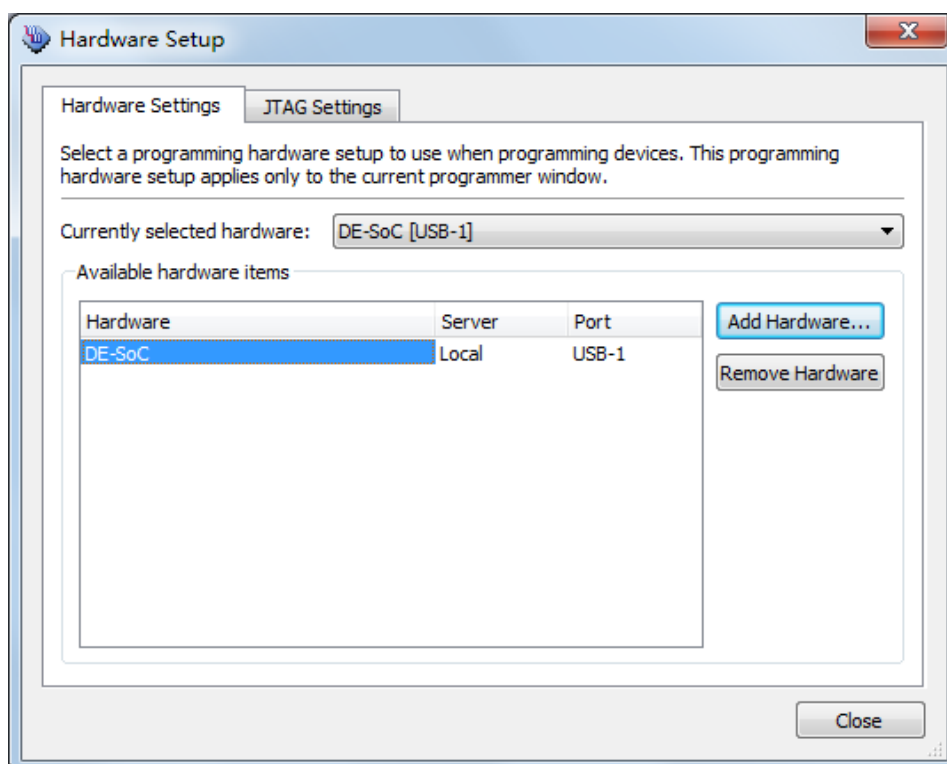 Hardware Setup
Hardware Settings
JTAG Settings
Select a programming hardware setup to use when programming devices. This programming
hardware setup applies only to the current programmer window.
Currently selected hardware:
DE-SoC [USB-1]
Available hardware items
Hardware Server Port
DE-SoC Local USB-1
Add Hardware...
Remove Hardware
Close